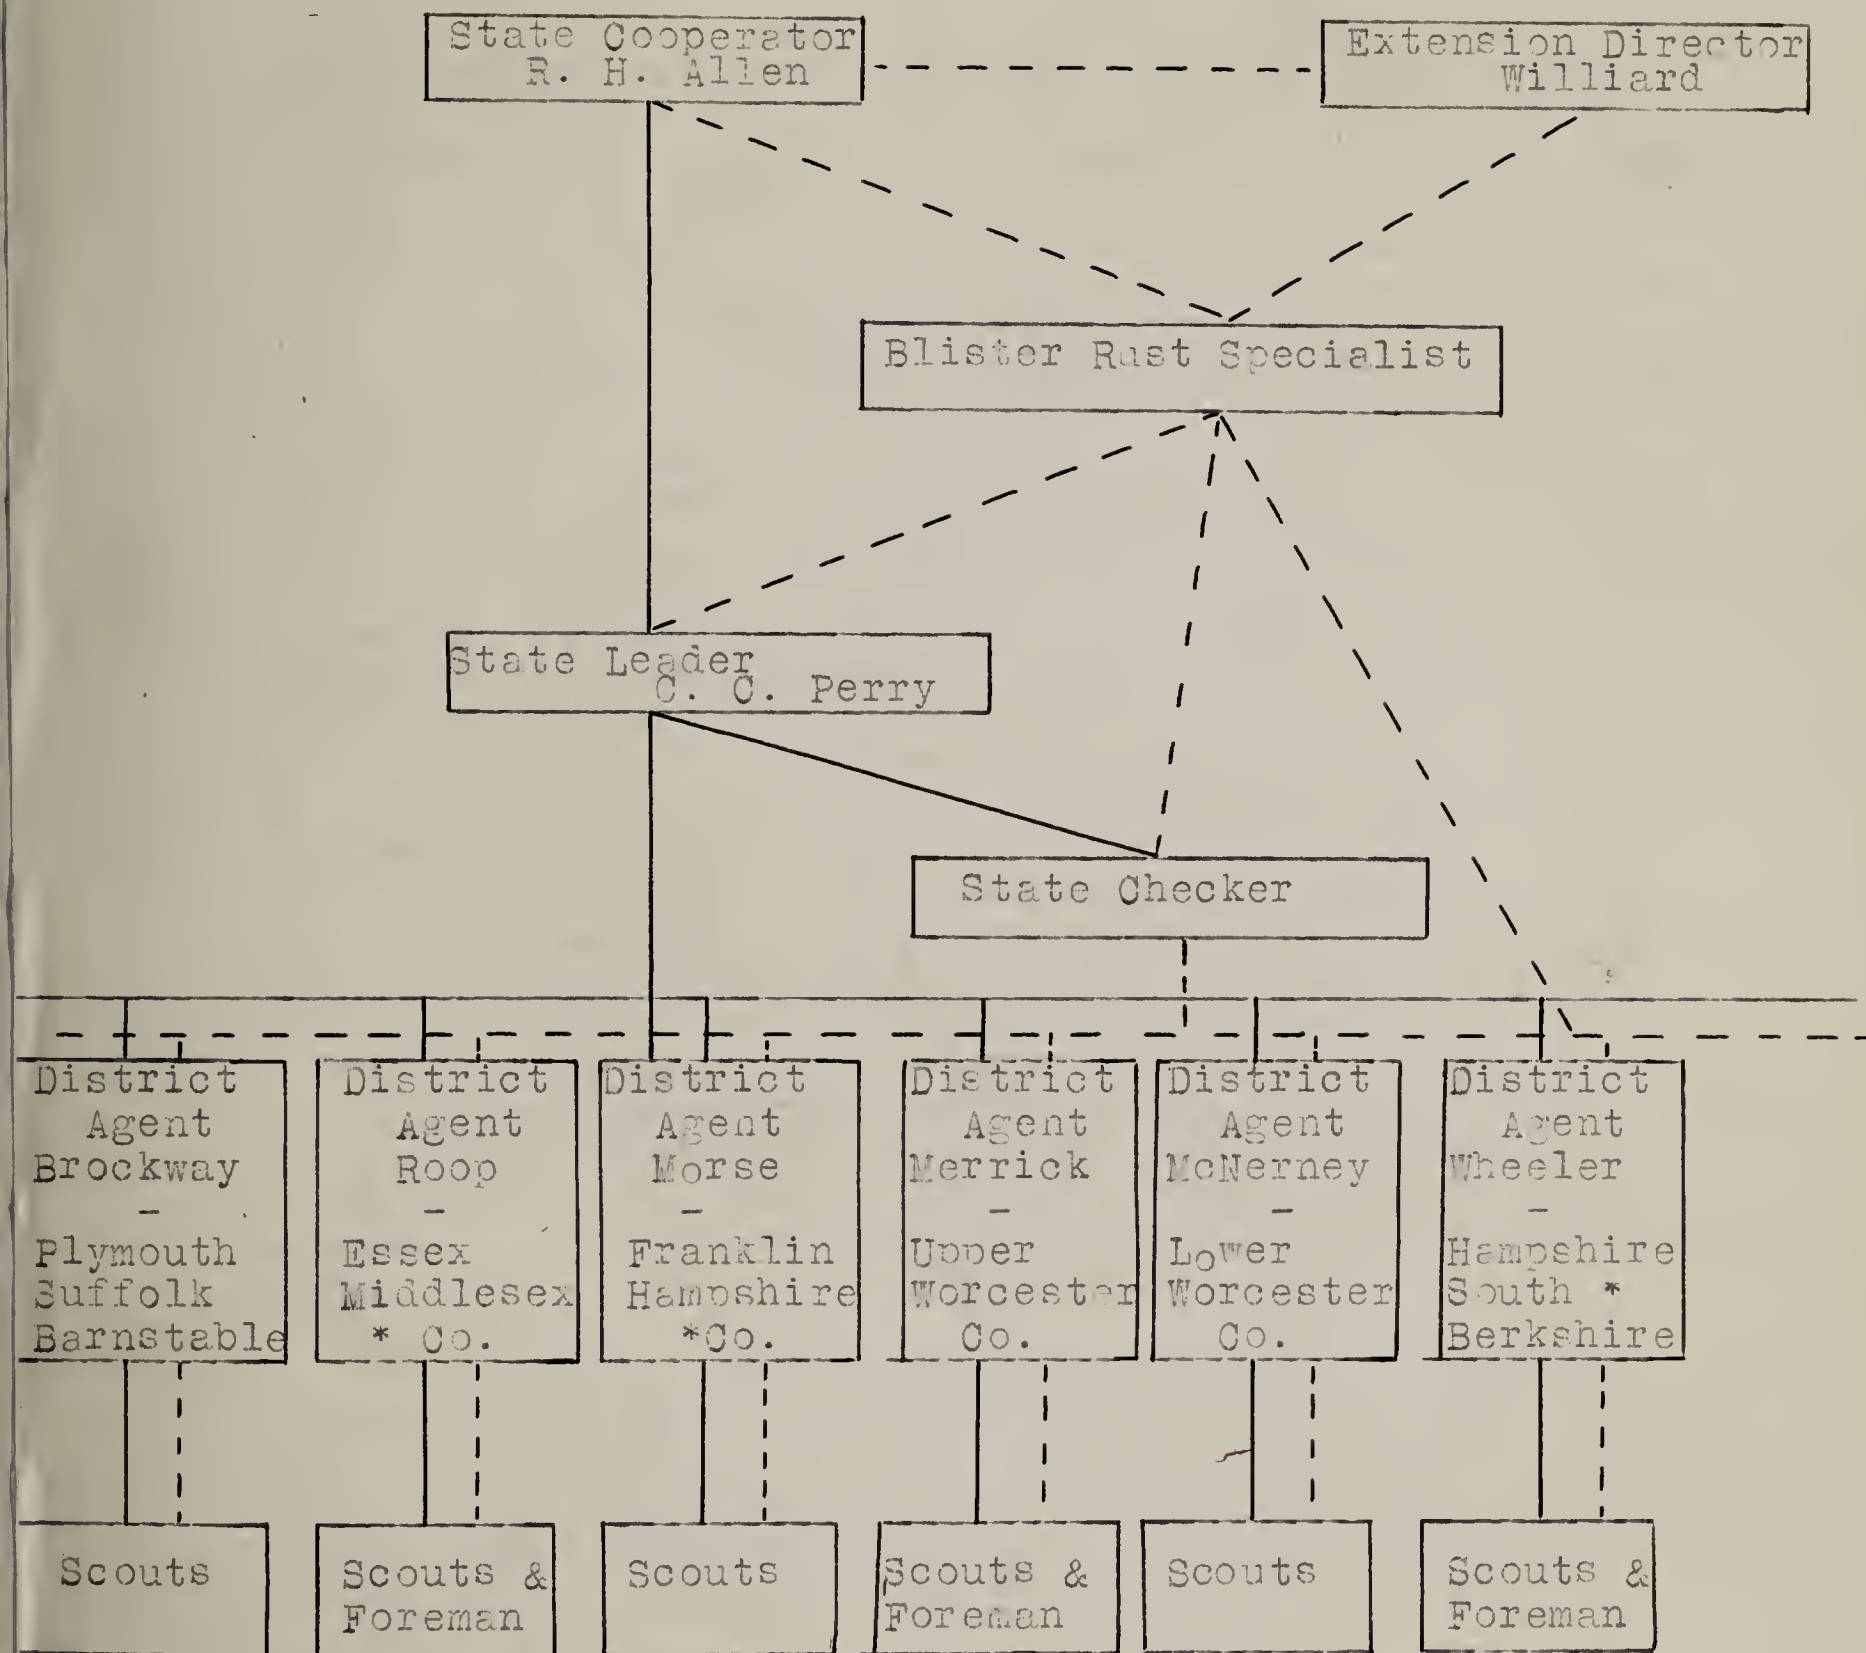 State Cooperator
R. H. Allen
Extension Director
Williard
Blister Rust Specialist
State Leader
C. C. Perry
State Checker
District
Agent
Brockway
-
Plymouth
Suffolk
Barnstable
District
Agent
Roop
-
Essex
Middlesex
* Co.
District
Agent
Morse
-
Franklin
Hampshire
*Co.
District
Agent
Merrick
-
Upper
Worcester
Co.
District
Agent
McNerney
-
Lower
Worcester
Co.
District
Agent
Wheeler
-
Hampshire
South *
Berkshire
Scouts
Scouts &
Foreman
Scouts
Scouts &
Foreman
Scouts
Scouts &
Foreman